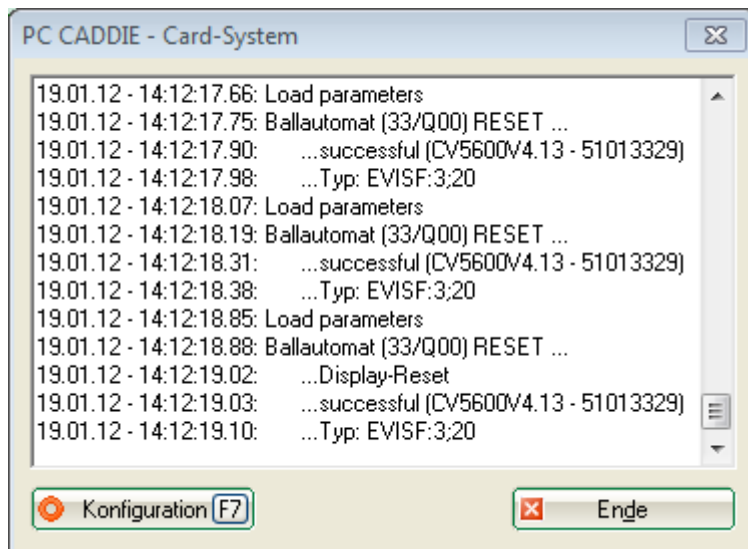 PC CADDIE - Card-System
19.01.12 - 14:12:17.66: Load parameters
19.01.12 - 14:12:17.75: Ballautomat (33/Q00) RESET ...
19.01.12 - 14:12:17.90: ...successful (CV5600V4.13 - 51013329)
19.01.12 - 14:12:17.98: ...Typ: EVISF:3;20
19.01.12 - 14:12:18.07: Load parameters
19.01.12 - 14:12:18.19: Ballautomat (33/Q00) RESET ...
19.01.12 - 14:12:18.31: ...successful (CV5600V4.13 - 51013329)
19.01.12 - 14:12:18.38: ...Typ: EVISF:3;20
19.01.12 - 14:12:18.85: Load parameters
19.01.12 - 14:12:18.88: Ballautomat (33/Q00) RESET ...
19.01.12 - 14:12:19.02: ...Display-Reset
19.01.12 - 14:12:19.03: ...successful (CV5600V4.13 - 51013329)
19.01.12 - 14:12:19.10: ...Typ: EVISF:3;20
Konfiguration F7 Ende